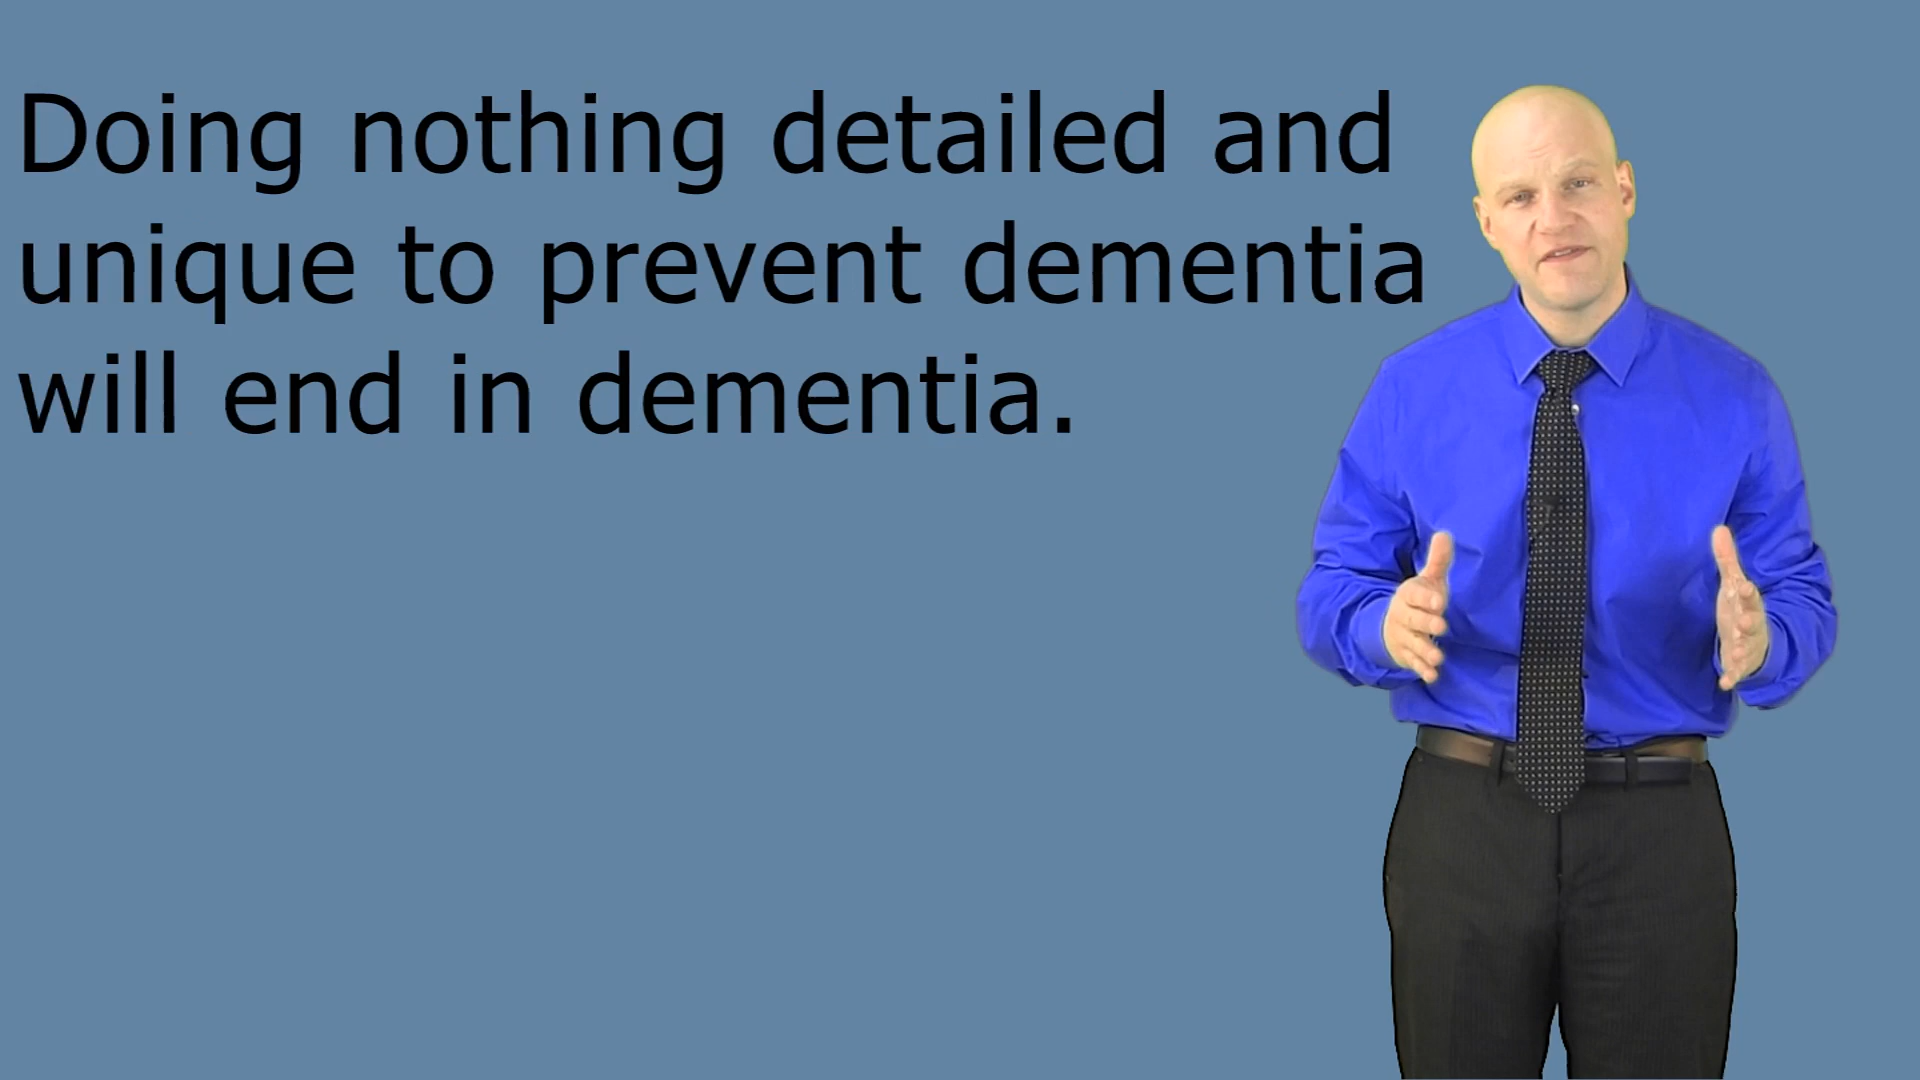 Doing nothing detailed and
unique to prevent dementia
will end in dementia.